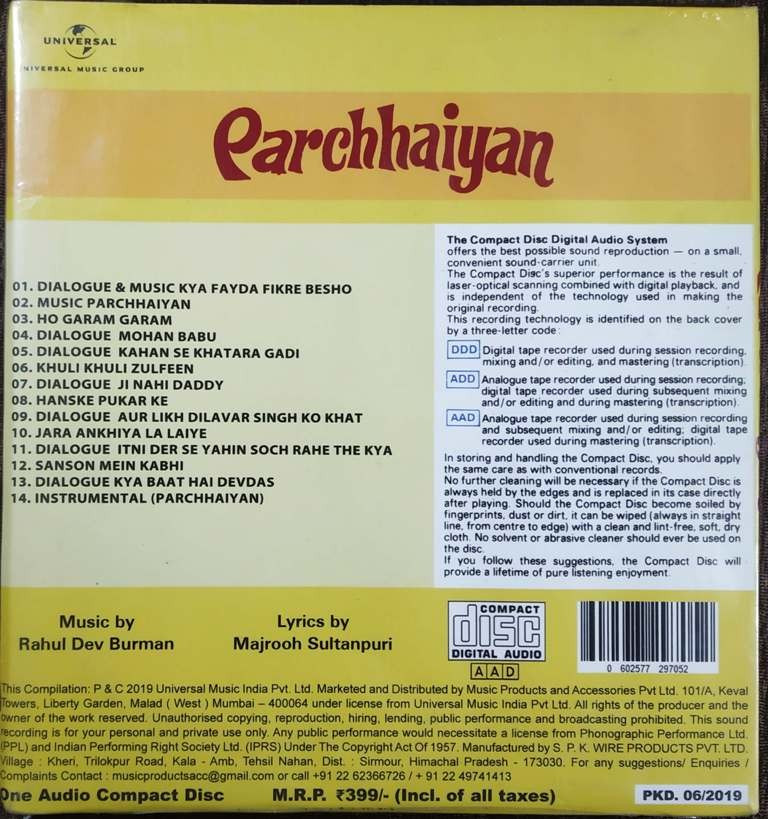 UNIVERSAL
NIVERSAL MUSIC GROUP
Parchhaiyan
01. DIALOGUE & MUSIC KYA FAYDA FIKRE BESHO
02. MUSIC PARCHHAIYAN
03. HO GARAM GARAM
04. DIALOGUE MOHAN BABU
05. DIALOGUE KAHAN SE KHATARA GADI
06. KHULI KHULI ZULFEEN
07. DIALOGUE JI NAHI DADDY
08. HANSKE PUKAR KE
09. DIALOGUE AUR LIKH DILAVAR SINGH KO KHAT
10. JARA ANKHIYA LA LAIYE
11. DIALOGUE ITNI DER SE YAHIN SOCH RAHE THE KYA
12. SANSON MEIN KABHI
13. DIALOGUE KYA BAAT HAI DEVDAS
14. INSTRUMENTAL (PARCHHAIYAN)
The Compact Disc Digital Audio System
offers the best possible sound reproduction — on a small,
convenient sound-carrier unit.
The Compact Disc's superior performance is the result of
laser-optical scanning combined with digital playback, and
is independent of the technology used in making the
original recording.
This recording technology is identified on the back cover
by a three-letter code:
DDD Digital tape recorder used during session recording,
mixing and/or editing, and mastering (transcription).
ADD Analogue tape recorder used during session recording;
digital tape recorder used during subsequent mixing
and/or editing and during mastering (transcription).
AAD Analogue tape recorder used during session recording
and subsequent mixing and/or editing; digital tape
recorder used during mastering (transcription).
In storing and handling the Compact Disc, you should apply
the same care as with conventional records.
No further cleaning will be necessary if the Compact Disc is
always held by the edges and is replaced in its case directly
after playing. Should the Compact Disc become soiled by
fingerprints, dust or dirt, it can be wiped (always in straight
line, from centre to edge) with a clean and lint-free, soft, dry
cloth. No solvent or abrasive cleaner should ever be used on
the disc.
If you follow these suggestions, the Compact Disc will
provide a lifetime of pure listening enjoyment.
Music by
Rahul Dev Burman
Lyrics by
Majrooh Sultanpuri
COMPACT
disc
DIGITAL AUDIO
AAD
0 602577 297052
This Compilation: P & C 2019 Universal Music India Pvt. Ltd. Marketed and Distributed by Music Products and Accessories Pvt Ltd. 101/A, Keval
Towers, Liberty Garden, Malad ( West ) Mumbai – 400064 under license from Universal Music India Pvt Ltd. All rights of the producer and the
owner of the work reserved. Unauthorised copying, reproduction, hiring, lending, public performance and broadcasting prohibited. This sound
recording is for your personal and private use only. Any public performance would necessitate a license from Phonographic Performance Ltd.
(PPL) and Indian Performing Right Society Ltd. (IPRS) Under The Copyright Act Of 1957. Manufactured by S. P. K. WIRE PRODUCTS PVT. LTD.
Village : Kheri, Trilokpur Road, Kala - Amb, Tehsil Nahan, Dist. : Sirmour, Himachal Pradesh - 173030. For any suggestions/ Enquiries /
Complaints Contact : musicproductsacc@gmail.com or call +91 22 62366726 / + 91 22 49741413
One Audio Compact Disc
M.R.P. ₹399/- (Incl. of all taxes)
PKD. 06/2019